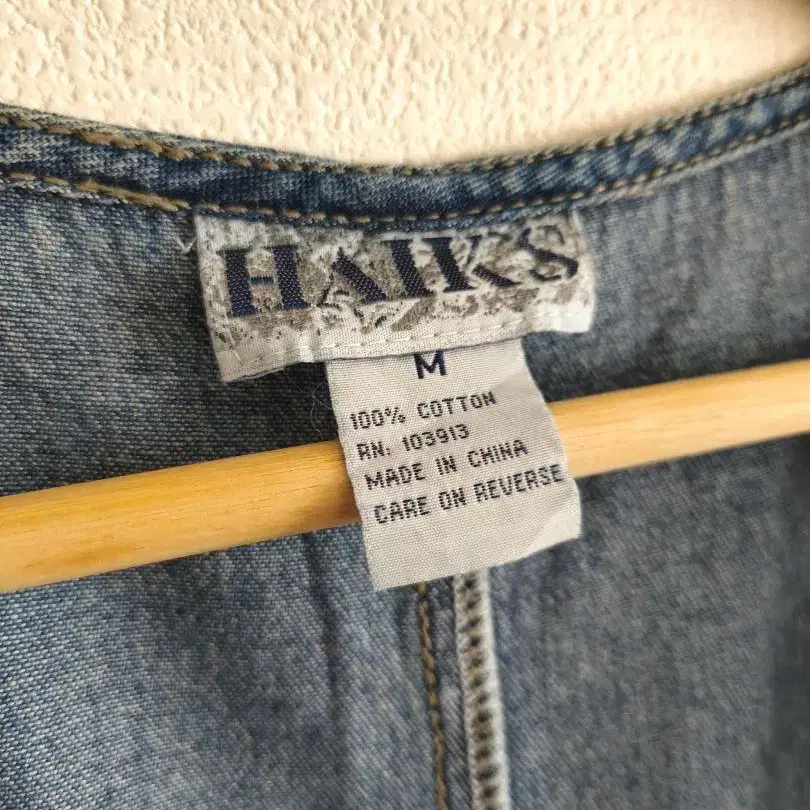 HAIKS
M
100% COTTON
RN: 103913
MADE IN CHINA
CARE ON REVERSE